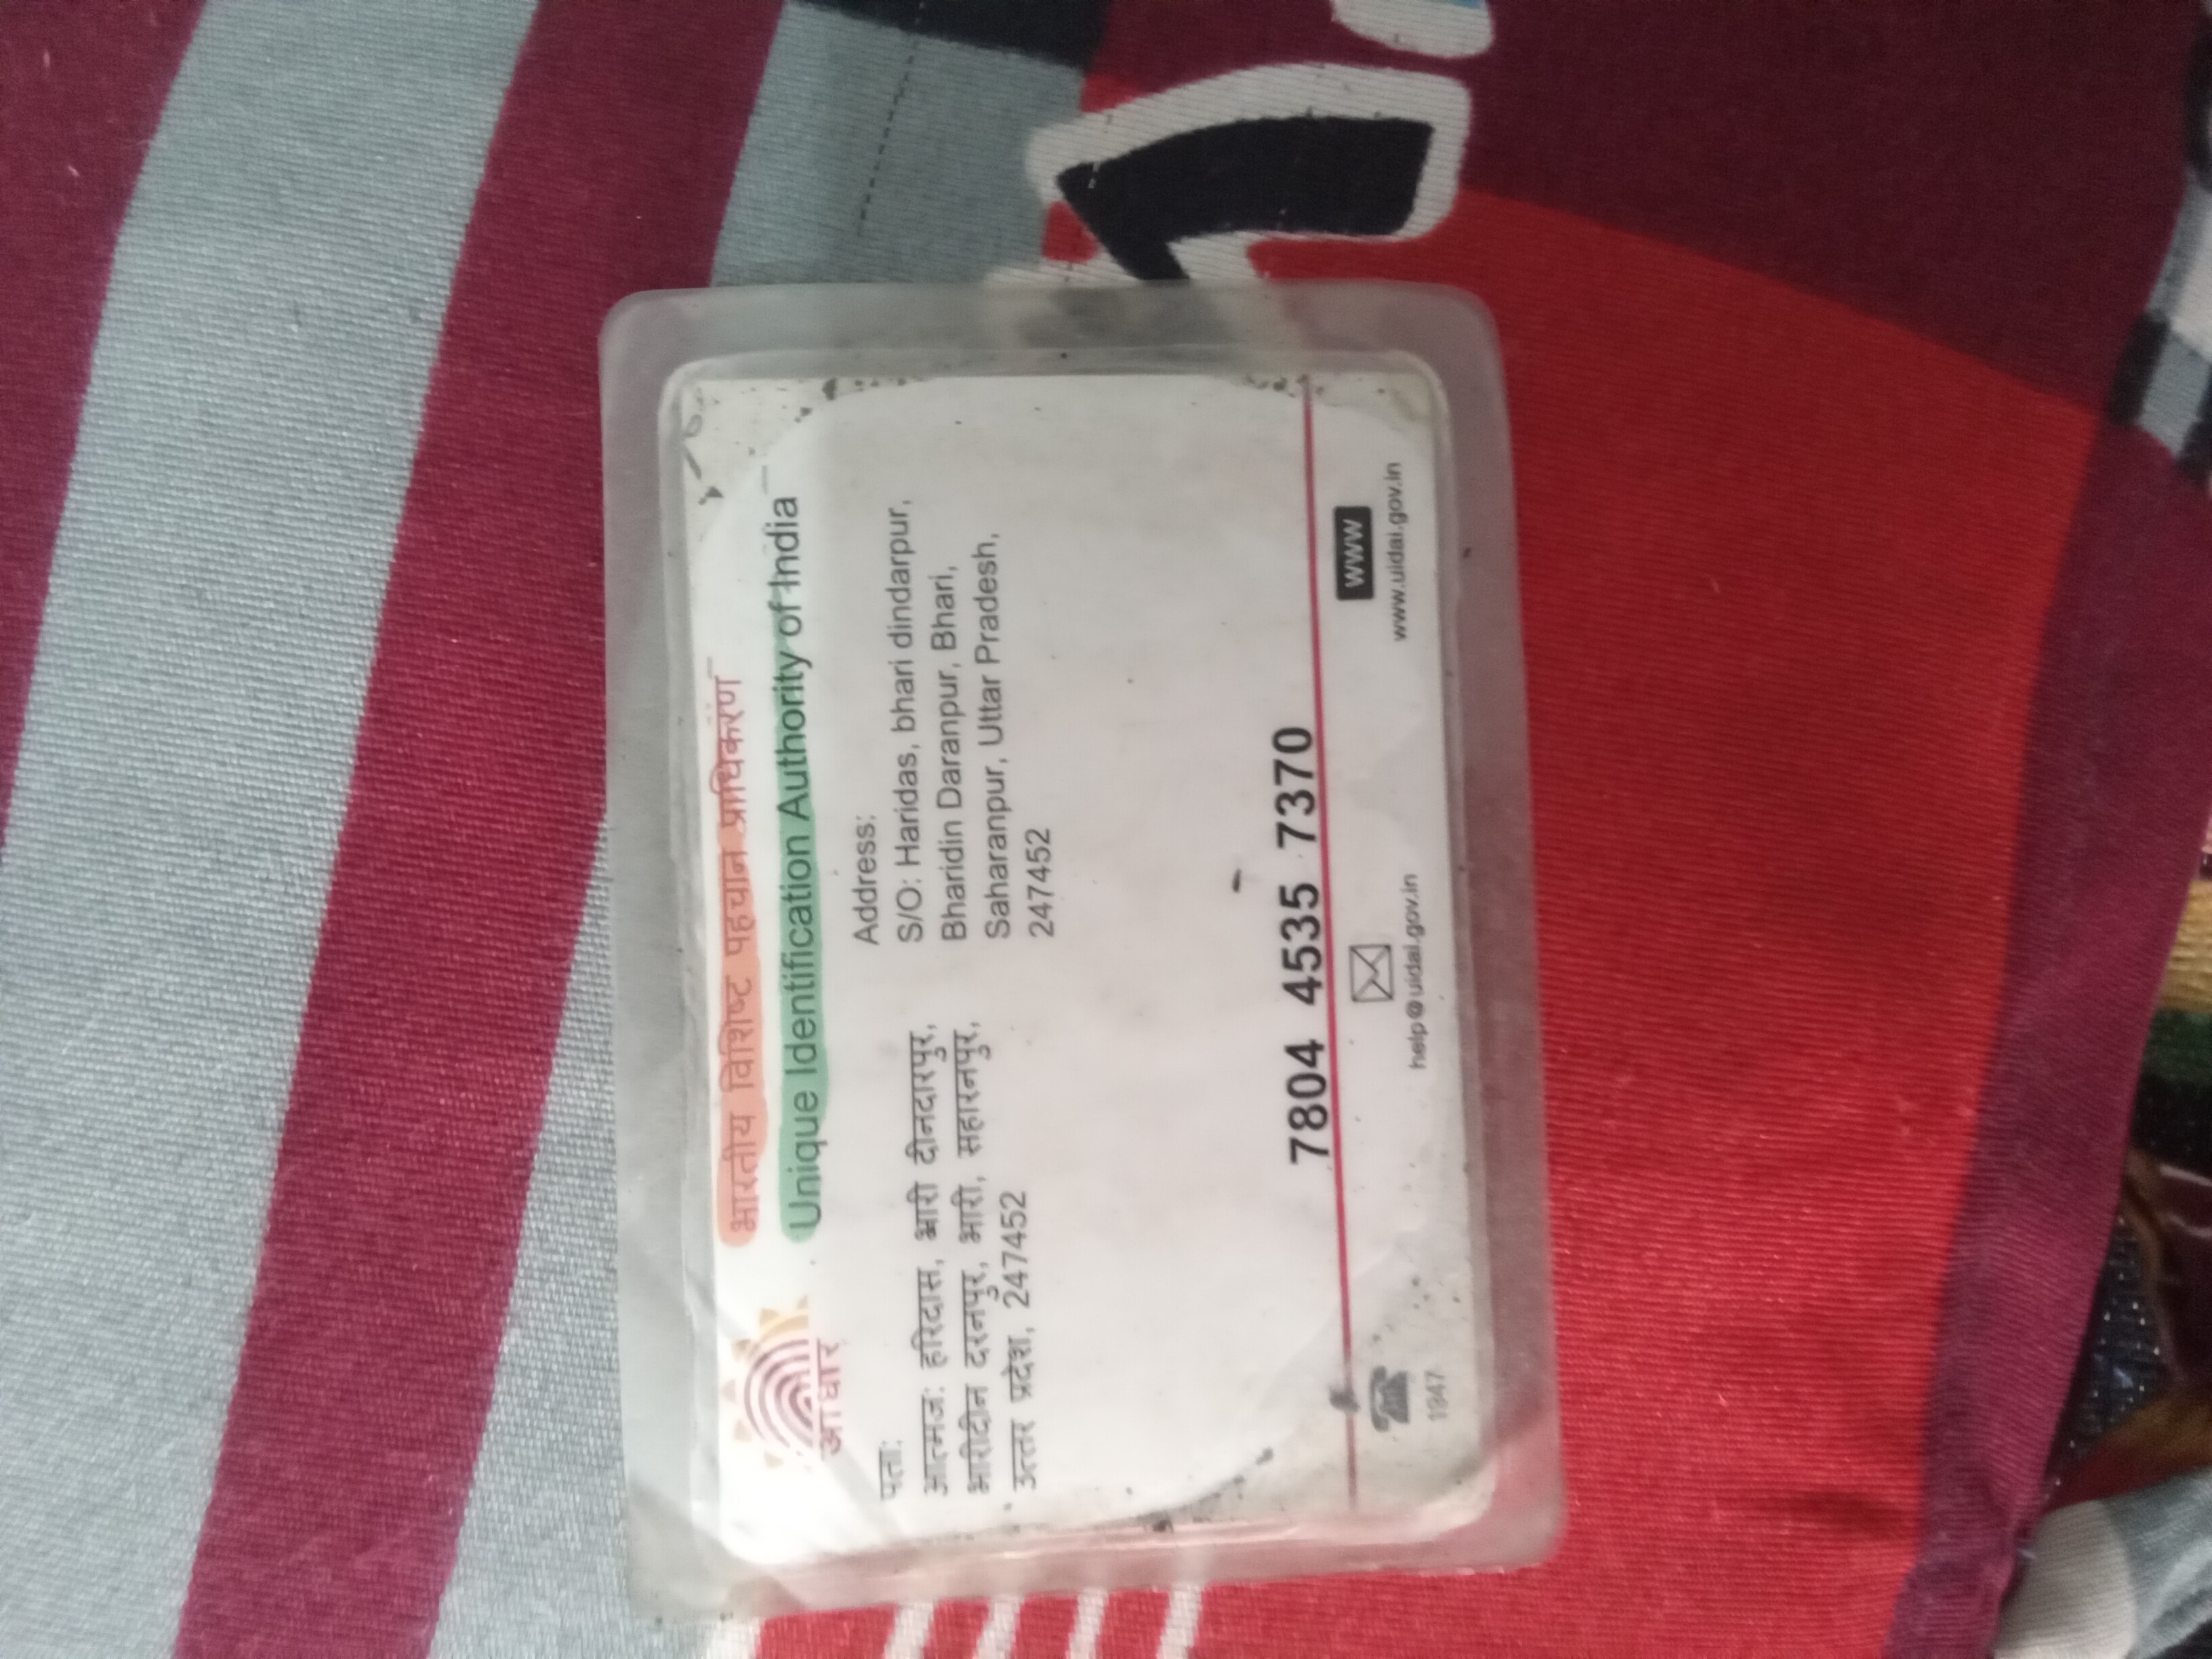 भारतीय विशिष्ट पहचान प्राधिकरण
Unique Identification Authority of India
आधार
पता:
आत्मज: हरिदास, भारी दीनदारपुर,
भारीदीन दरनपुर, भारी, सहारनपुर,
उत्तर प्रदेश, 247452
Address:
S/O: Haridas, bhari dindarpur,
Bharidin Daranpur, Bhari,
Saharanpur, Uttar Pradesh,
247452
7804 4535 7370
1947
help@uidai.gov.in
www
www.uidai.gov.in